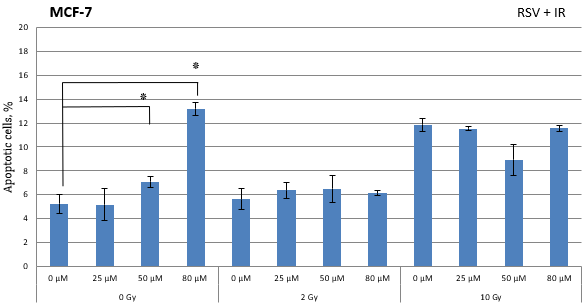 MCF-7
RSV + IR
Apoptotic cells, %
20
18
16
14
12
10
8
6
4
2
0
*
*
0 µM 25 µM 50 µM 80 µM 0 µM 25 µM 50 µM 80 µM 0 µM 25 µM 50 µM 80 µM
0 Gy 2 Gy 10 Gy